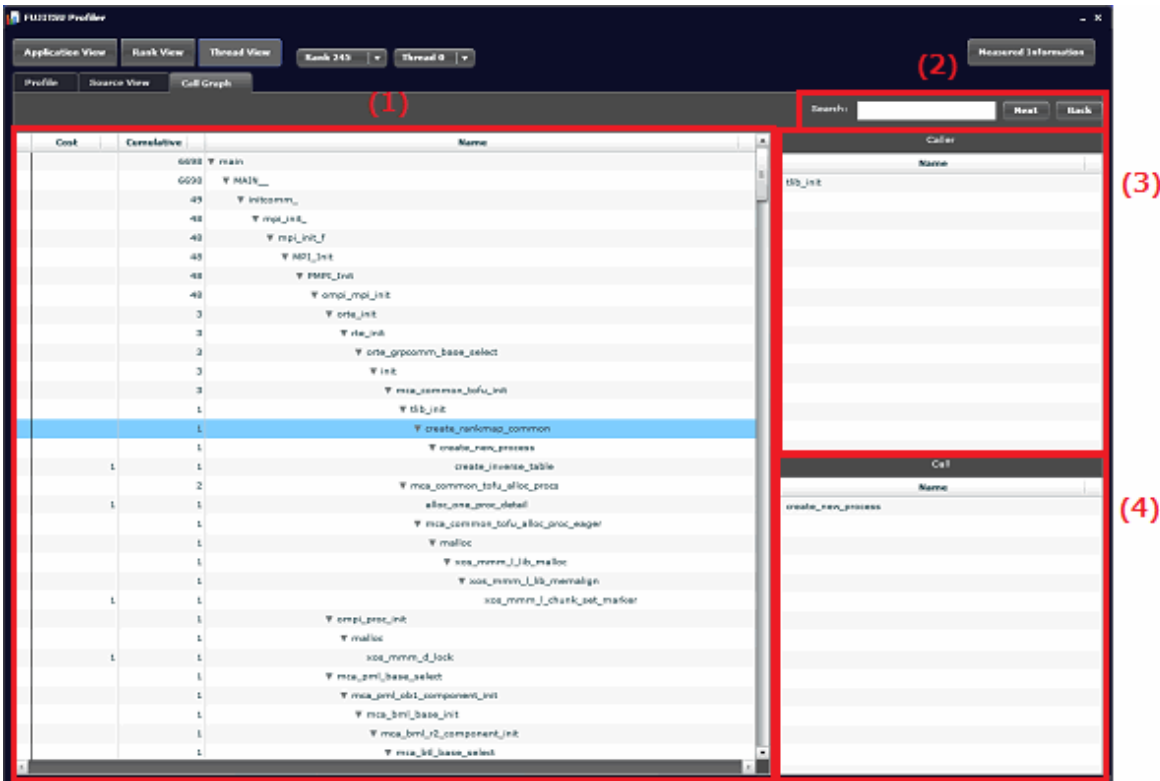 FUJITSU Profiler
Application View Rank View Thread View Rank 245 Thread 0 Measured Information
Profile Source View Call Graph
(1)
(2)
Search: Next Back
Cost Cumulative Name
6698 main
6698 MAIN__
49 initcomm_
48 mpi_init_
48 mpi_init_f
48 MPI_Init
48 PMPI_Init
48 ompi_mpi_init
3 orte_init
3 rte_init
3 orte_grpcomm_base_select
3 init
3 mca_common_tofu_init
1 tlib_init
1 create_rankmap_common
1 create_new_process
1 1 create_inverse_table
2 mca_common_tofu_alloc_procs
1 1 alloc_one_proc_detail
1 mca_common_tofu_alloc_proc_eager
1 malloc
1 xos_mmm_l_lib_malloc
1 xos_mmm_l_lib_memalign
1 1 xos_mmm_l_chunk_set_marker
1 ompi_proc_init
1 malloc
1 1 xos_mmm_d_lock
1 mca_pml_base_select
1 mca_pml_ob1_component_init
1 mca_bml_base_init
1 mca_bml_r2_component_init
1 mca_btl_base_select
Caller
Name
tlib_init
(3)
Call
Name
create_new_process
(4)